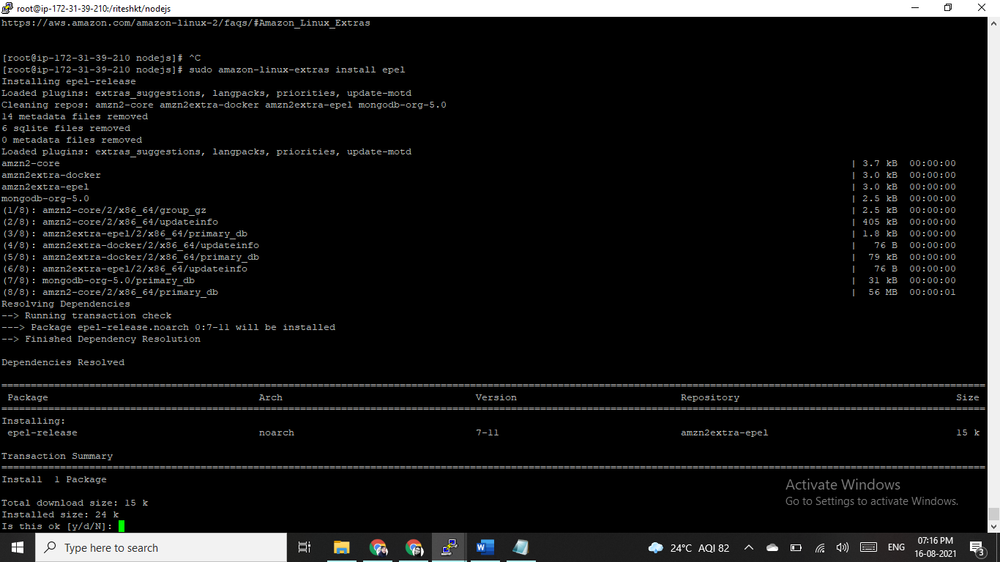 root@ip-172-31-39-210:/riteshkt/nodejs
https://aws.amazon.com/amazon-linux-2/faqs/#Amazon_Linux_Extras
[root@ip-172-31-39-210 nodejs]# ^C
[root@ip-172-31-39-210 nodejs]# sudo amazon-linux-extras install epel
Installing epel-release
Loaded plugins: extras_suggestions, langpacks, priorities, update-motd
Cleaning repos: amzn2-core amzn2extra-docker amzn2extra-epel mongodb-org-5.0
14 metadata files removed
6 sqlite files removed
0 metadata files removed
Loaded plugins: extras_suggestions, langpacks, priorities, update-motd
amzn2-core | 3.7 kB 00:00:00
amzn2extra-docker | 3.0 kB 00:00:00
amzn2extra-epel | 3.0 kB 00:00:00
mongodb-org-5.0 | 2.5 kB 00:00:00
(1/8): amzn2-core/2/x86_64/group_gz | 2.5 kB 00:00:00
(2/8): amzn2-core/2/x86_64/updateinfo | 405 kB 00:00:00
(3/8): amzn2extra-epel/2/x86_64/primary_db | 1.8 kB 00:00:00
(4/8): amzn2extra-docker/2/x86_64/updateinfo | 76 B 00:00:00
(5/8): amzn2extra-docker/2/x86_64/primary_db | 79 kB 00:00:00
(6/8): amzn2extra-epel/2/x86_64/updateinfo | 76 B 00:00:00
(7/8): mongodb-org-5.0/primary_db | 31 kB 00:00:00
(8/8): amzn2-core/2/x86_64/primary_db | 56 MB 00:00:01
Resolving Dependencies
--> Running transaction check
---> Package epel-release.noarch 0:7-11 will be installed
--> Finished Dependency Resolution
Dependencies Resolved
Package Arch Version Repository Size
Installing:
epel-release noarch 7-11 amzn2extra-epel 15 k
Transaction Summary
Install 1 Package
Total download size: 15 k
Installed size: 24 k
Is this ok [y/d/N]:
Activate Windows
Go to Settings to activate Windows.
Type here to search
24°C AQI 82
ENG
07:16 PM
16-08-2021
3